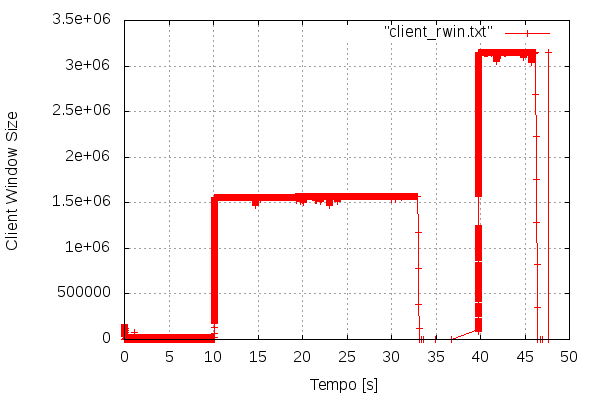 3.5e+06
"client_rwin.txt"
3e+06
2.5e+06
2e+06
1.5e+06
1e+06
500000
0
Client Window Size
0 5 10 15 20 25 30 35 40 45 50
Tempo [s]